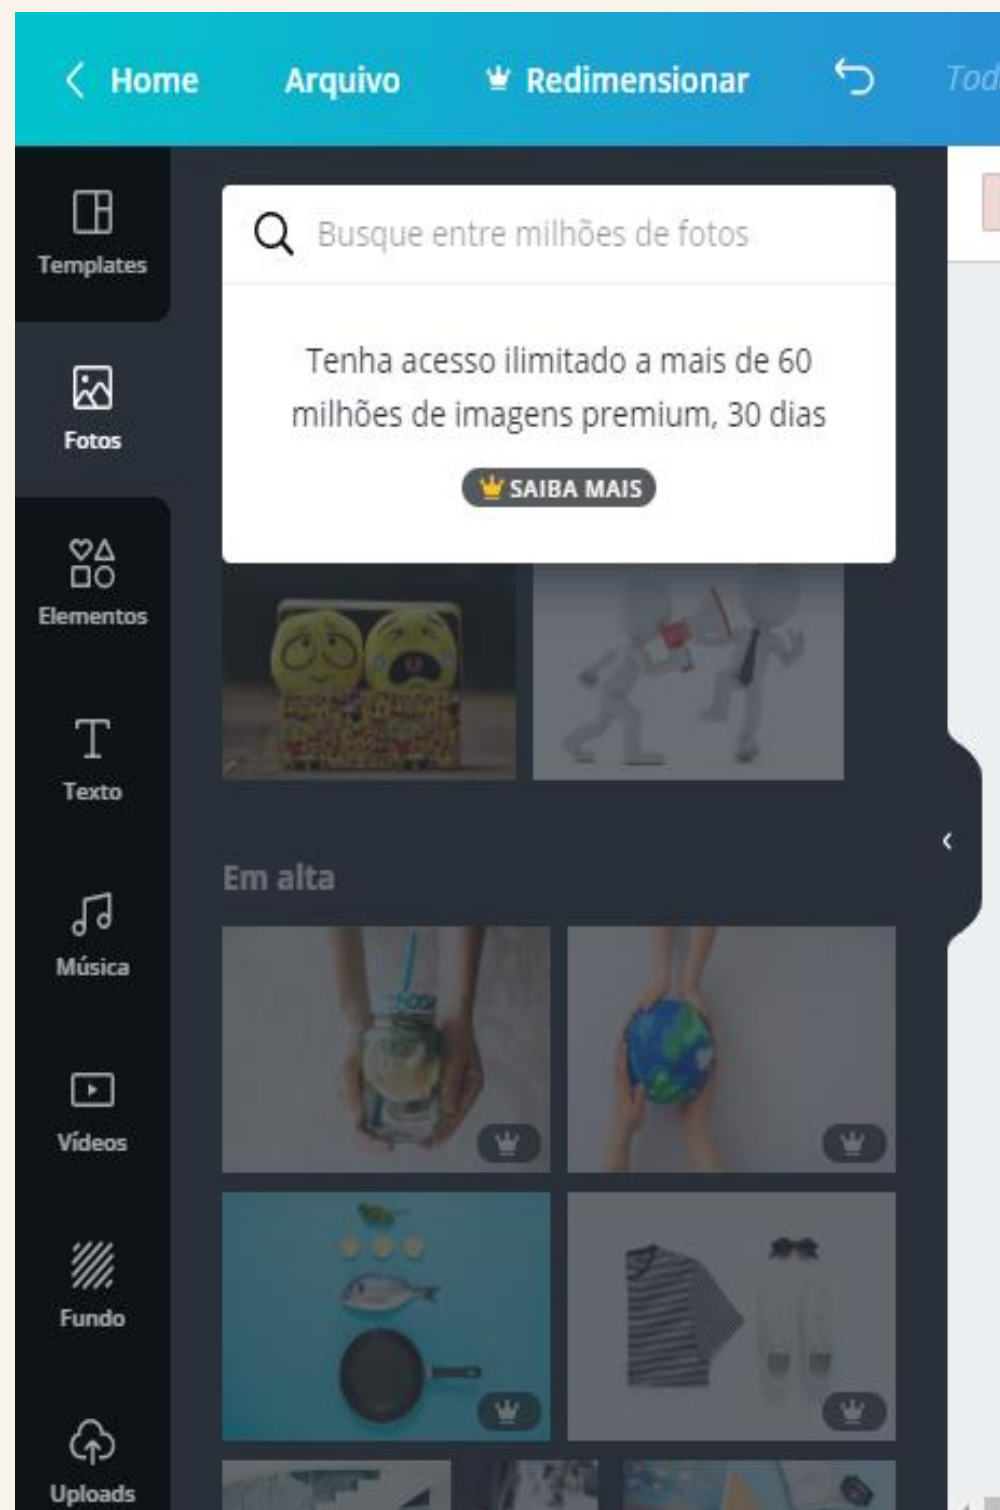 Home Arquivo Redimensionar Tod
Templates
Fotos
Elementos
Texto
Música
Vídeos
Fundo
Uploads
Busque entre milhões de fotos
Tenha acesso ilimitado a mais de 60
milhões de imagens premium, 30 dias
SAIBA MAIS
Em alta